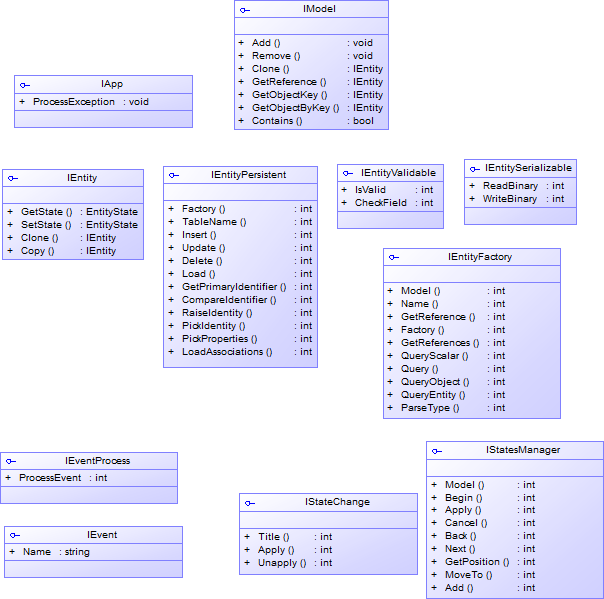 IModel
+ Add () : void
+ Remove () : void
+ Clone () : IEntity
+ GetReference () : IEntity
+ GetObjectKey () : IEntity
+ GetObjectByKey () : IEntity
+ Contains () : bool
IApp
+ ProcessException : void
IEntity
+ GetState () : EntityState
+ SetState () : EntityState
+ Clone () : IEntity
+ Copy () : IEntity
IEntityPersistent
+ Factory () : int
+ TableName () : int
+ Insert () : int
+ Update () : int
+ Delete () : int
+ Load () : int
+ GetPrimaryIdentifier () : int
+ CompareIdentifier () : int
+ RaiseIdentity () : int
+ PickIdentity () : int
+ PickProperties () : int
+ LoadAssociations () : int
IEntityValidable
+ IsValid : int
+ CheckField : int
IEntitySerializable
+ ReadBinary : int
+ WriteBinary : int
IEntityFactory
+ Model () : int
+ Name () : int
+ GetReference () : int
+ Factory () : int
+ GetReferences () : int
+ QueryScalar () : int
+ Query () : int
+ QueryObject () : int
+ QueryEntity () : int
+ ParseType () : int
IEventProcess
+ ProcessEvent : int
IEvent
+ Name : string
IStateChange
+ Title () : int
+ Apply () : int
+ Unapply () : int
IStatesManager
+ Model () : int
+ Begin () : int
+ Apply () : int
+ Cancel () : int
+ Back () : int
+ Next () : int
+ GetPosition () : int
+ MoveTo () : int
+ Add () : int